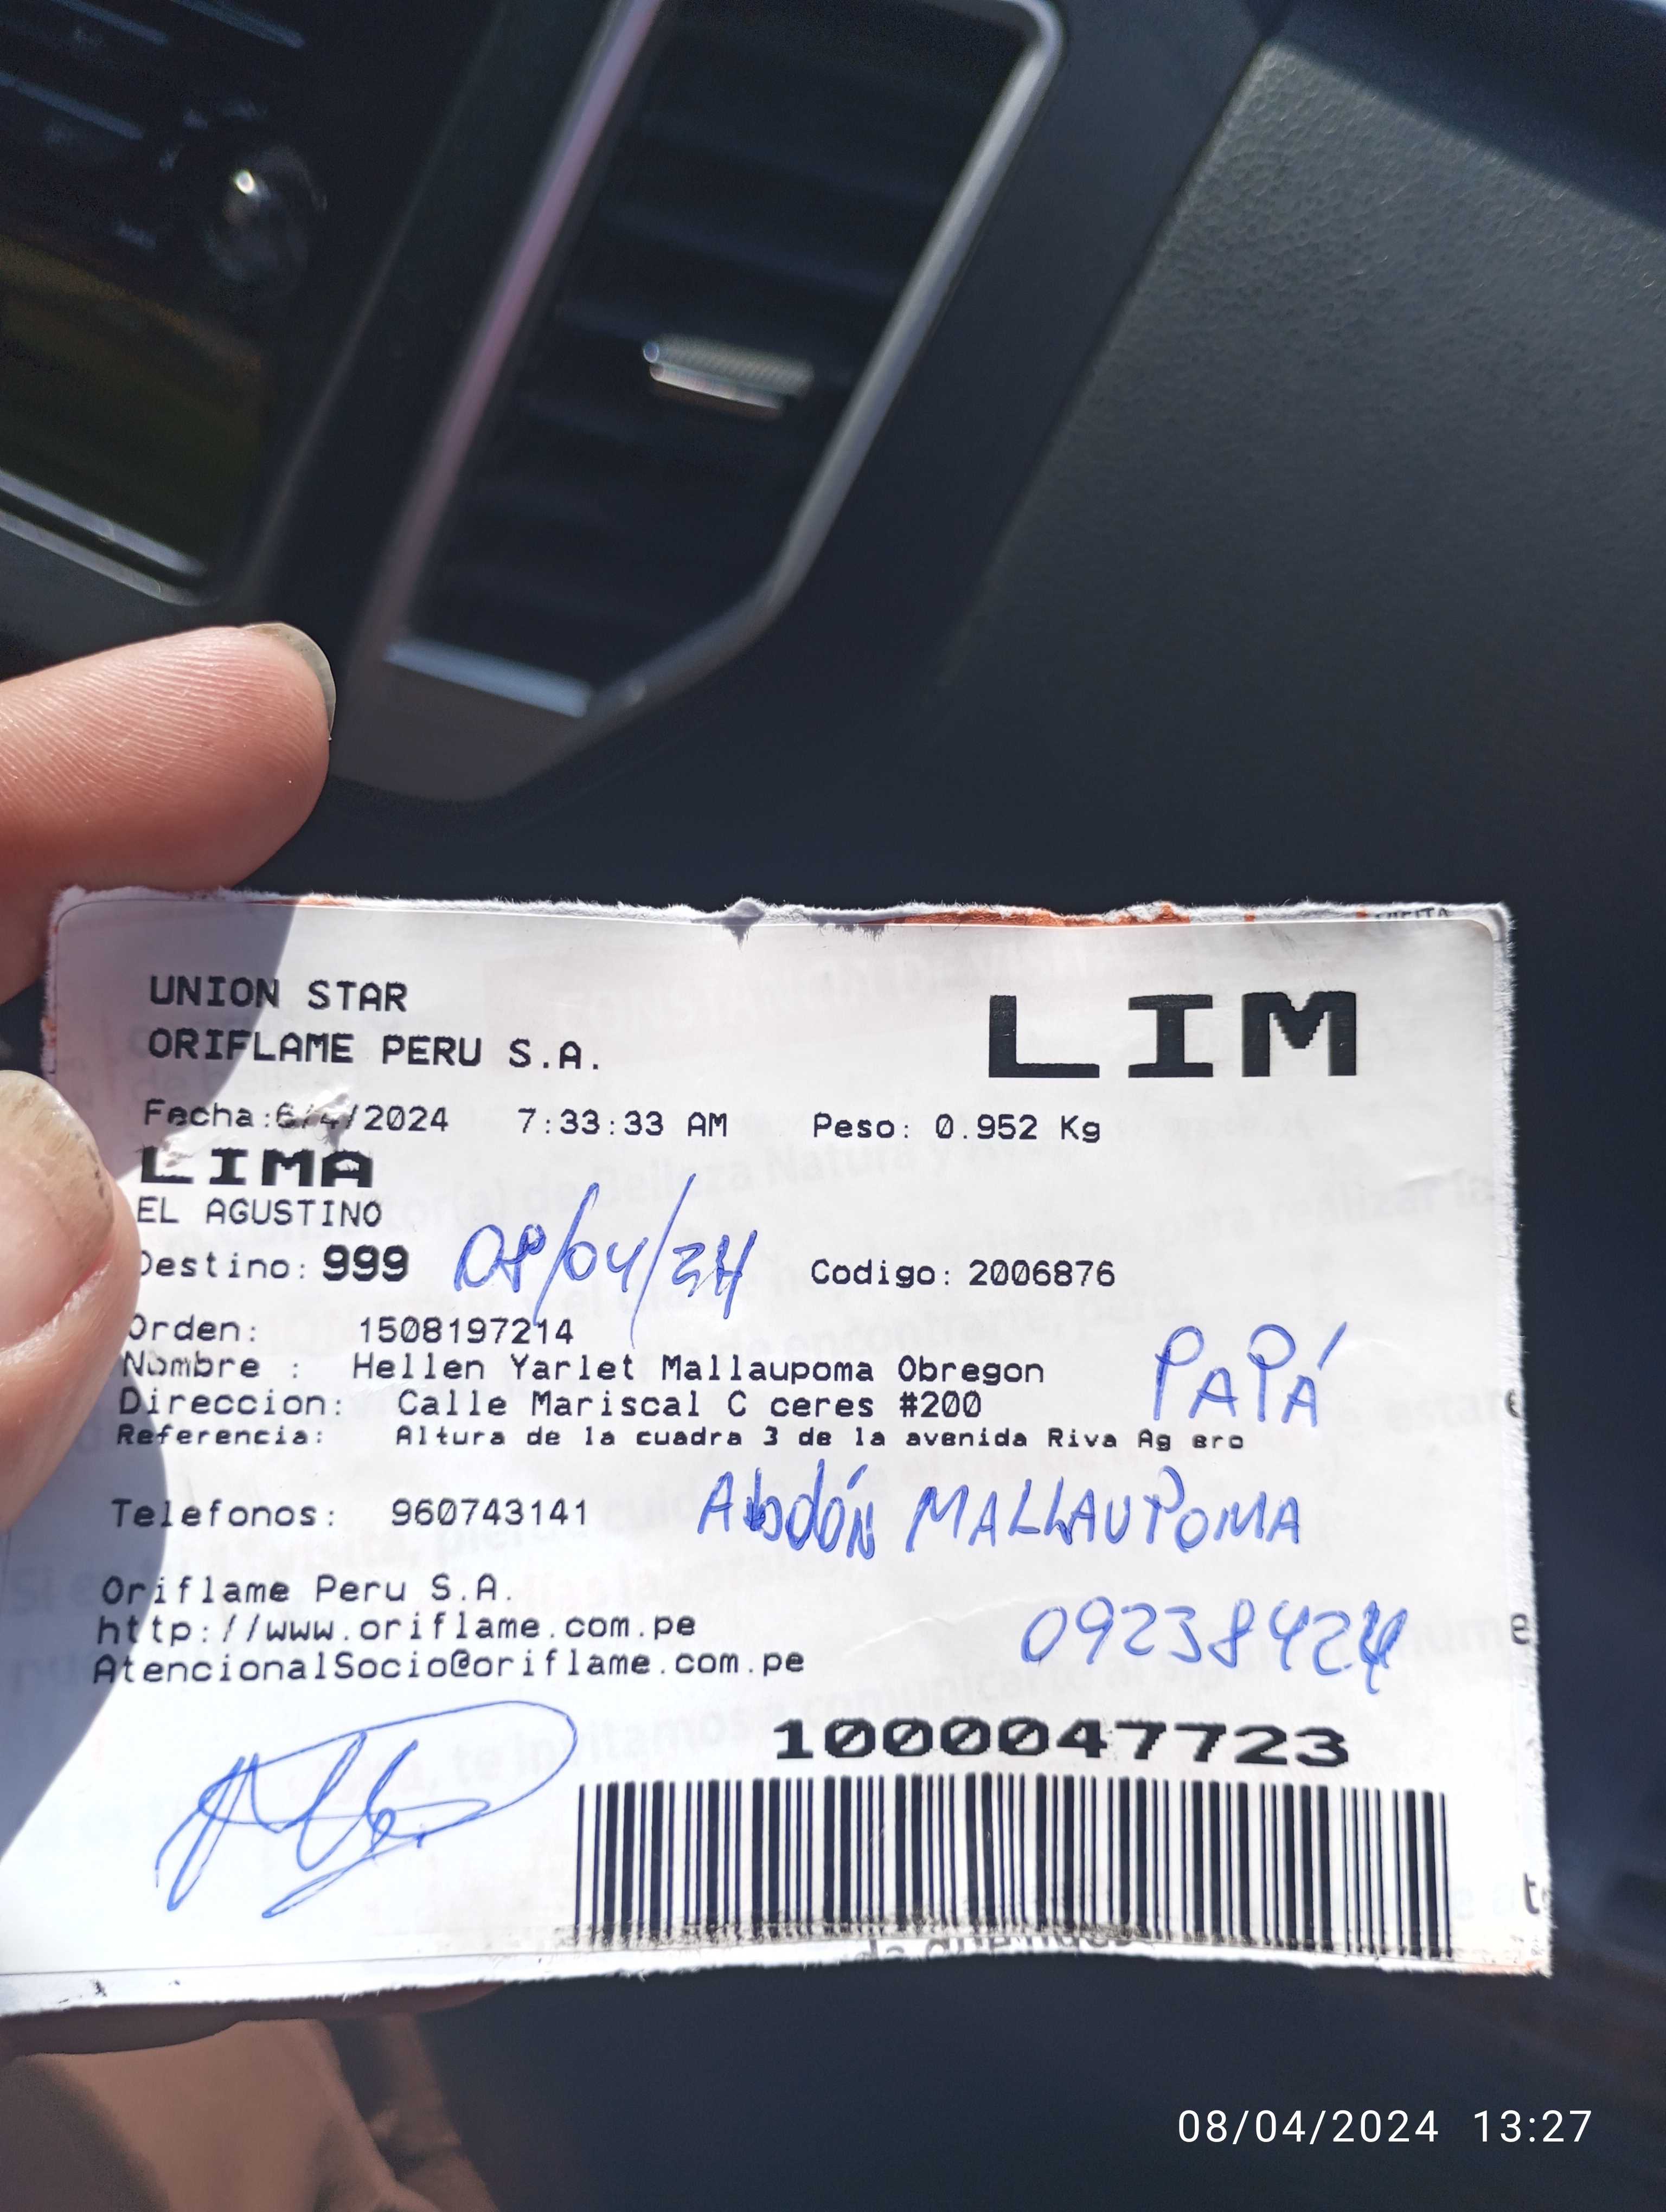 UNION STAR
ORIFLAME PERU S.A.
LIM
Fecha:6/4/2024 7:33:33 AM Peso: 0.952 Kg
LIMA
EL AGUSTINO
Destino: 999 08/04/24 Codigo: 2006876
Orden: 1508197214
Nombre : Hellen Yarlet Mallaupoma Obregon
PAPÁ
Direccion: Calle Mariscal C ceres #200
Referencia: Altura de la cuadra 3 de la avenida Riva Ag ero
Telefonos: 960743141
Abdón MALLAUPOMA
Oriflame Peru S.A.
http://www.oriflame.com.pe
09238424
AtencionalSocio@oriflame.com.pe
1000047723
08/04/2024 13:27